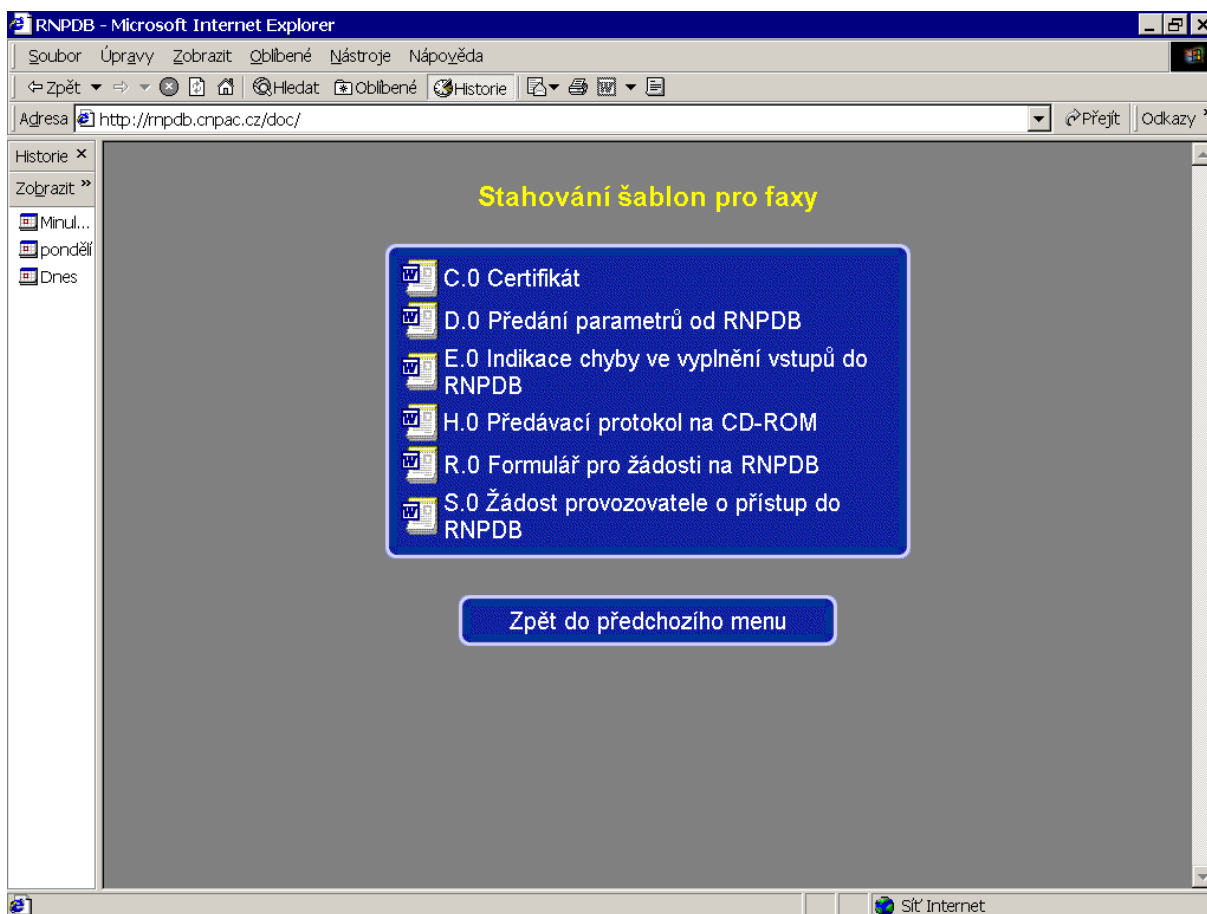 RNPDB - Microsoft Internet Explorer
Soubor Úpravy Zobrazit Oblíbené Nástroje Nápověda
Zpět Hledat Oblíbené Historie
Adresa http://rnpdb.cnpac.cz/doc/ Přejít Odkazy »
Historie ×
Zobrazit »
Minul...
pondělí
Dnes
Stahování šablon pro faxy
C.0 Certifikát
D.0 Předání parametrů od RNPDB
E.0 Indikace chyby ve vyplnění vstupů do
RNPDB
H.0 Předávací protokol na CD-ROM
R.0 Formulář pro žádosti na RNPDB
S.0 Žádost provozovatele o přístup do
RNPDB
Zpět do předchozího menu
Síť Internet